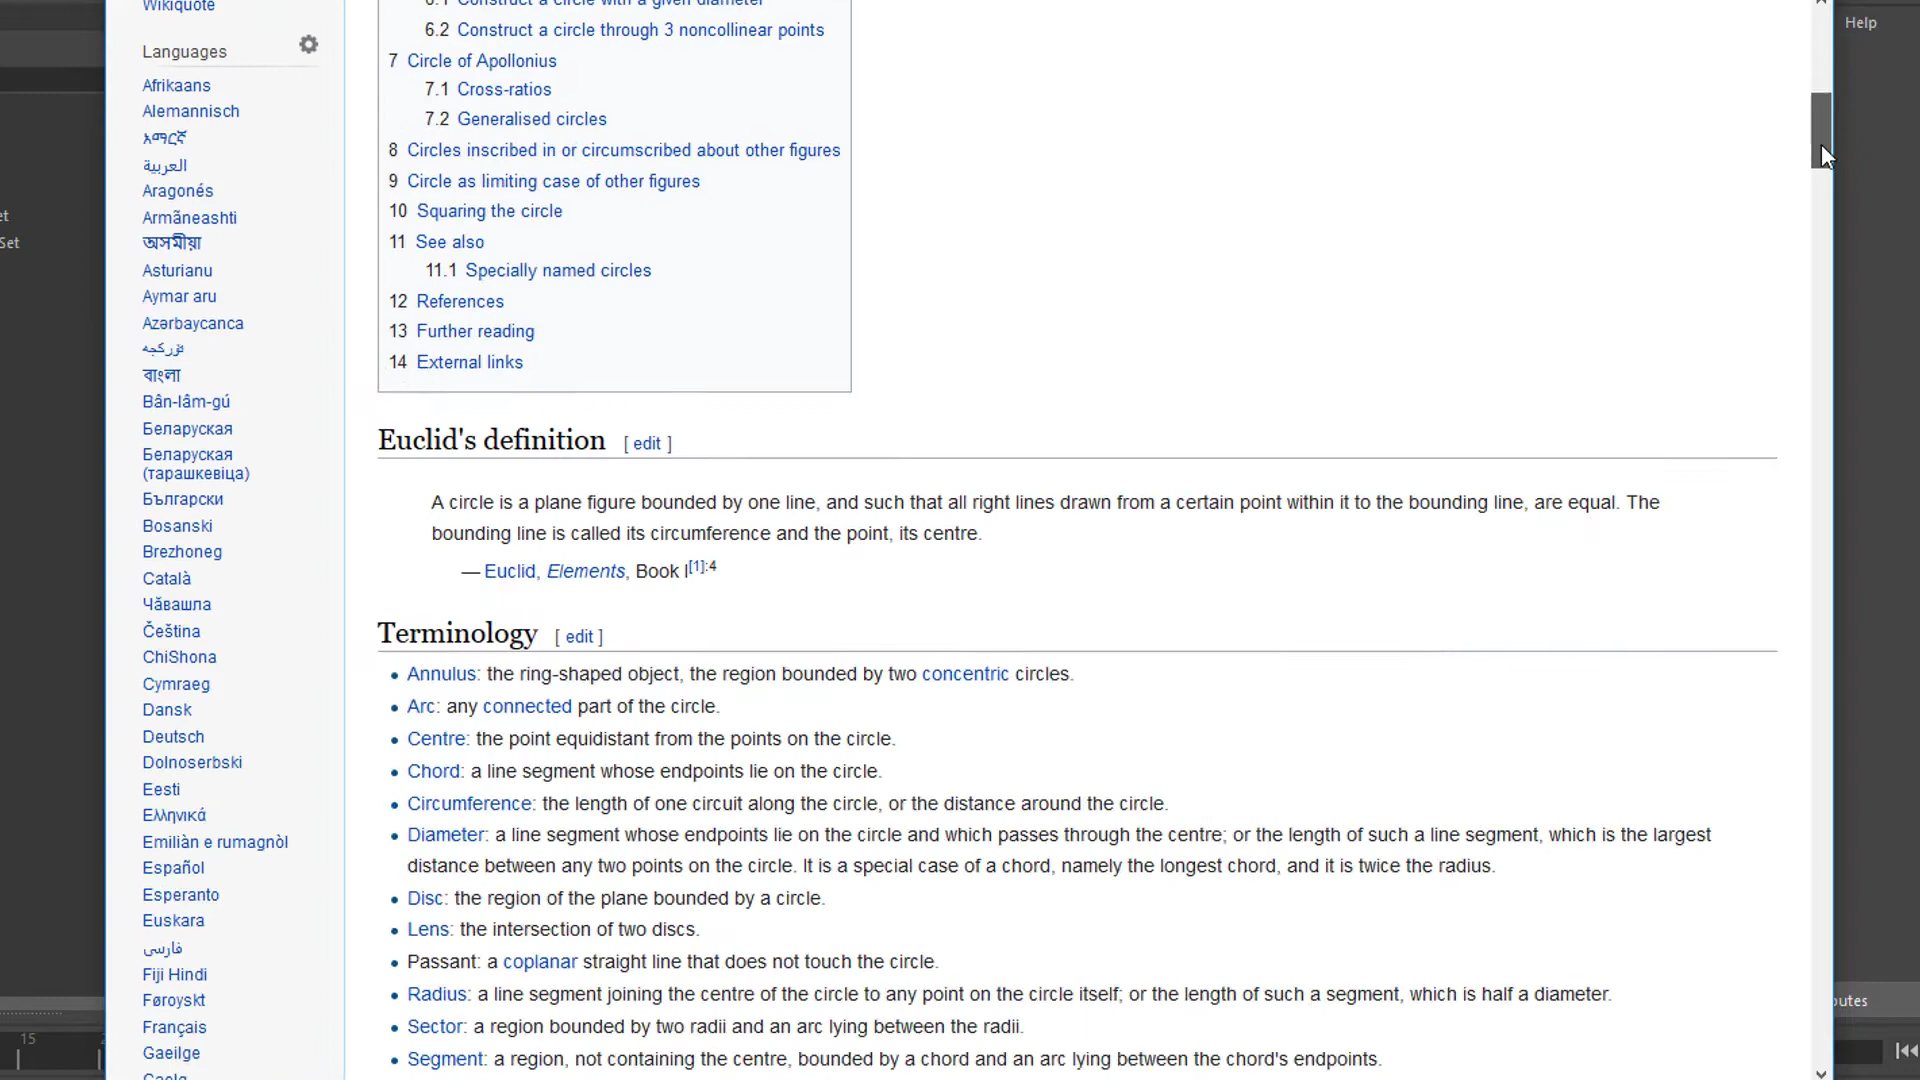 Wikiquote
Languages
Afrikaans
Alemannisch
አማርኛ
العربية
Aragonés
Armãneashti
অসমীয়া
Asturianu
Aymar aru
Azərbaycanca
تۆرکجه
বাংলা
Bân-lâm-gú
Беларуская
Беларуская
(тарашкевіца)
Български
Bosanski
Brezhoneg
Català
Чӑвашла
Čeština
ChiShona
Cymraeg
Dansk
Deutsch
Dolnoserbski
Eesti
Ελληνικά
Emiliàn e rumagnòl
Español
Esperanto
Euskara
فارسی
Fiji Hindi
Føroyskt
Français
Gaeilge
Gaelg
6.1 Construct a circle with a given diameter
6.2 Construct a circle through 3 noncollinear points
7 Circle of Apollonius
7.1 Cross-ratios
7.2 Generalised circles
8 Circles inscribed in or circumscribed about other figures
9 Circle as limiting case of other figures
10 Squaring the circle
11 See also
11.1 Specially named circles
12 References
13 Further reading
14 External links
Euclid's definition [ edit ]
A circle is a plane figure bounded by one line, and such that all right lines drawn from a certain point within it to the bounding line, are equal. The
bounding line is called its circumference and the point, its centre.
— Euclid, Elements, Book I[1]:4
Terminology [ edit ]
• Annulus: the ring-shaped object, the region bounded by two concentric circles.
• Arc: any connected part of the circle.
• Centre: the point equidistant from the points on the circle.
• Chord: a line segment whose endpoints lie on the circle.
• Circumference: the length of one circuit along the circle, or the distance around the circle.
• Diameter: a line segment whose endpoints lie on the circle and which passes through the centre; or the length of such a line segment, which is the largest
distance between any two points on the circle. It is a special case of a chord, namely the longest chord, and it is twice the radius.
• Disc: the region of the plane bounded by a circle.
• Lens: the intersection of two discs.
• Passant: a coplanar straight line that does not touch the circle.
• Radius: a line segment joining the centre of the circle to any point on the circle itself; or the length of such a segment, which is half a diameter.
• Sector: a region bounded by two radii and an arc lying between the radii.
• Segment: a region, not containing the centre, bounded by a chord and an arc lying between the chord's endpoints.
Help
et
Set
15
butes